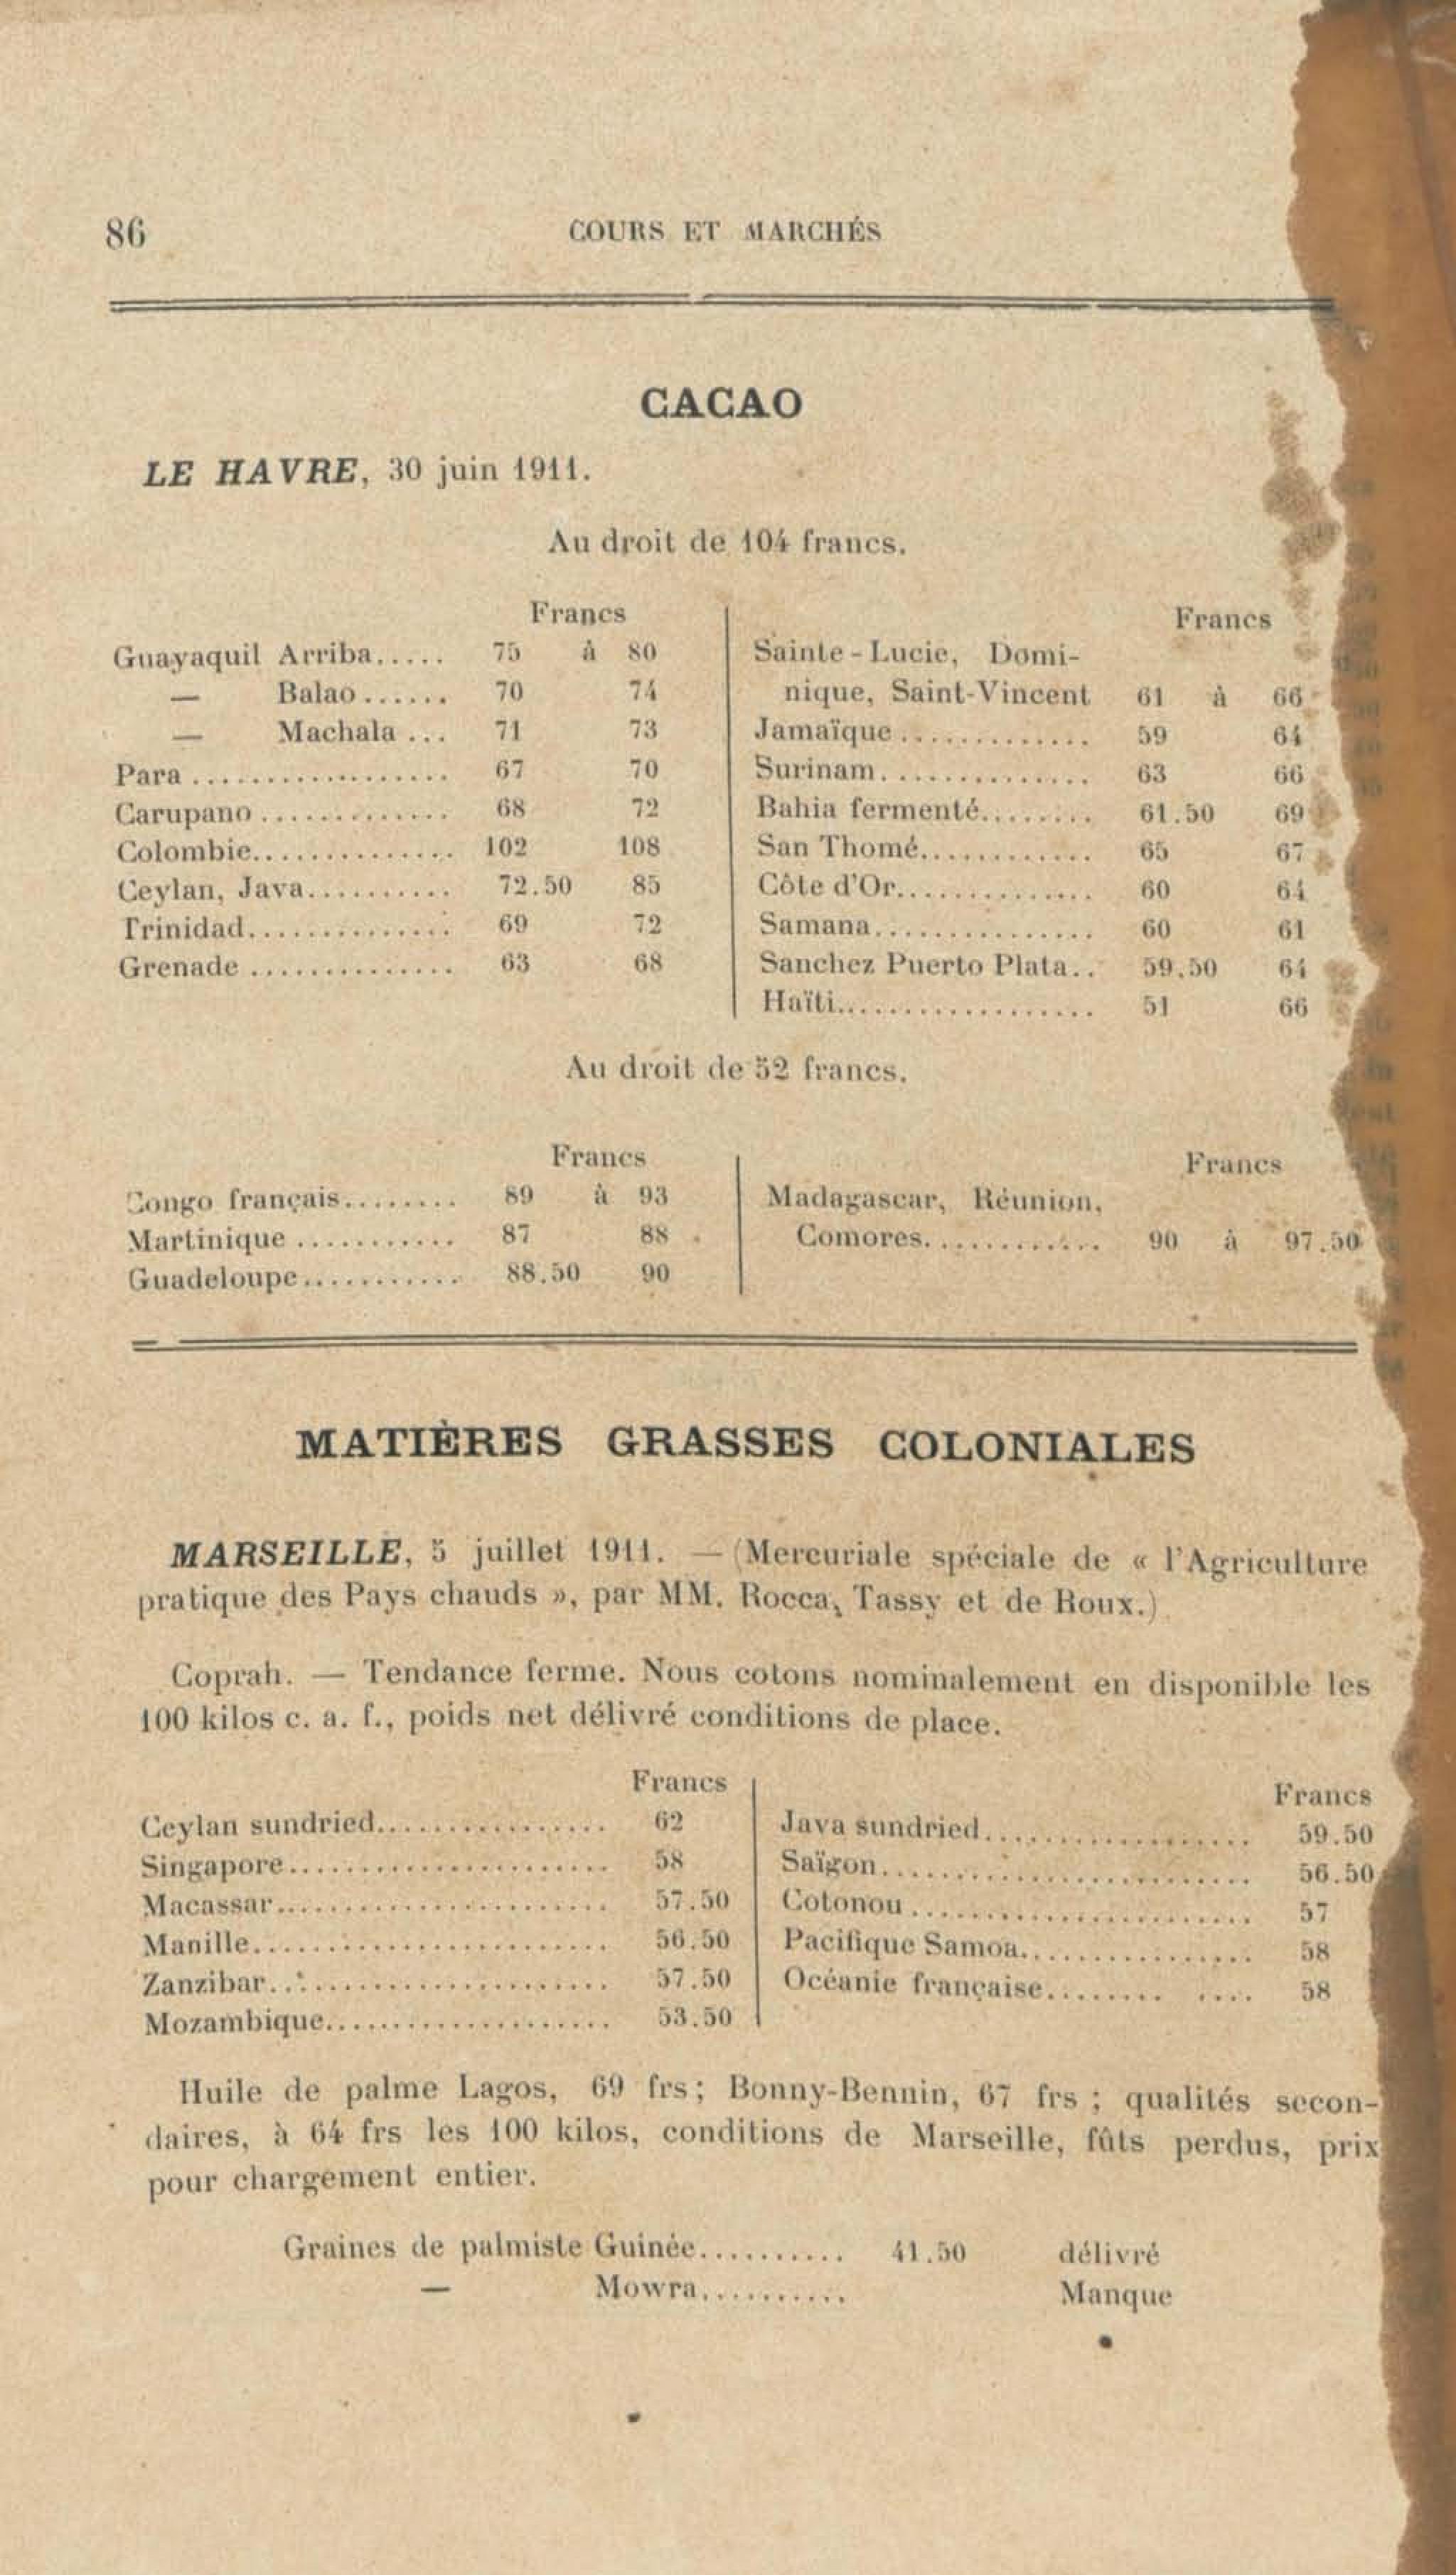 86 COURS ET MARCHÉS
CACAO
LE HAVRE, 30 juin 1911.
Au droit de 104 francs.
Francs
Guayaquil Arriba..... 75 à 80
— Balao...... 70 74
— Machala ... 71 73
Para .................. 67 70
Carupano ............. 68 72
Colombie.............. 102 108
Ceylan, Java.......... 72.50 85
Trinidad.............. 69 72
Grenade .............. 63 68
Francs
Sainte-Lucie, Domi-
nique, Saint-Vincent 61 à 66
Jamaïque ............. 59 64
Surinam............... 63 66
Bahia fermenté........ 61.50 69
San Thomé............ 65 67
Côte d'Or.............. 60 64
Samana............... 60 61
Sanchez Puerto Plata.. 59.50 64
Haïti.................. 51 66
Au droit de 52 francs.
Francs
Congo français........ 89 à 93
Martinique ........... 87 88
Guadeloupe........... 88.50 90
Francs
Madagascar, Réunion,
Comores............ 90 à 97.50
MATIÈRES GRASSES COLONIALES
MARSEILLE, 5 juillet 1911. — (Mercuriale spéciale de « l'Agriculture
pratique des Pays chauds », par MM. Rocca, Tassy et de Roux.)
Coprah. — Tendance ferme. Nous cotons nominalement en disponible les
100 kilos c. a. f., poids net délivré conditions de place.
Francs
Ceylan sundried................ 62
Singapore...................... 58
Macassar...................... 57.50
Manille........................ 56.50
Zanzibar....................... 57.50
Mozambique................... 53.50
Francs
Java sundried.................. 59.50
Saïgon......................... 56.50
Cotonou ....................... 57
Pacifique Samoa................ 58
Océanie française........ .... 58
Huile de palme Lagos, 69 frs; Bonny-Bennin, 67 frs ; qualités secon-
daires, à 64 frs les 100 kilos, conditions de Marseille, fûts perdus, prix
pour chargement entier.
Graines de palmiste Guinée........... 41.50 délivré
— Mowra.......... Manque